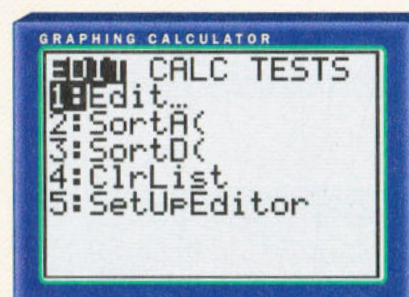 GRAPHING CALCULATOR
EDIT CALC TESTS
1:Edit…
2:SortA(
3:SortD(
4:ClrList
5:SetUpEditor